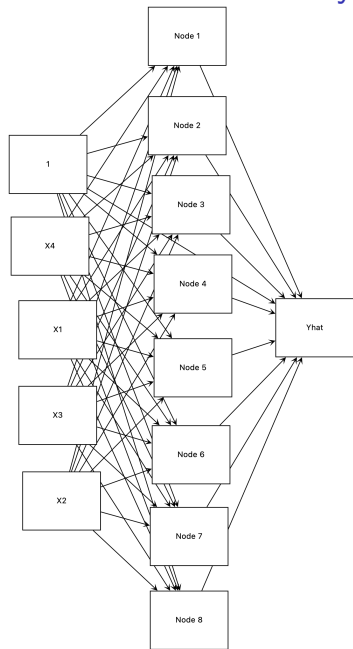 Node 1
Node 2
1
Node 3
X4
Node 4
X1
Yhat
Node 5
X3
Node 6
X2
Node 7
Node 8